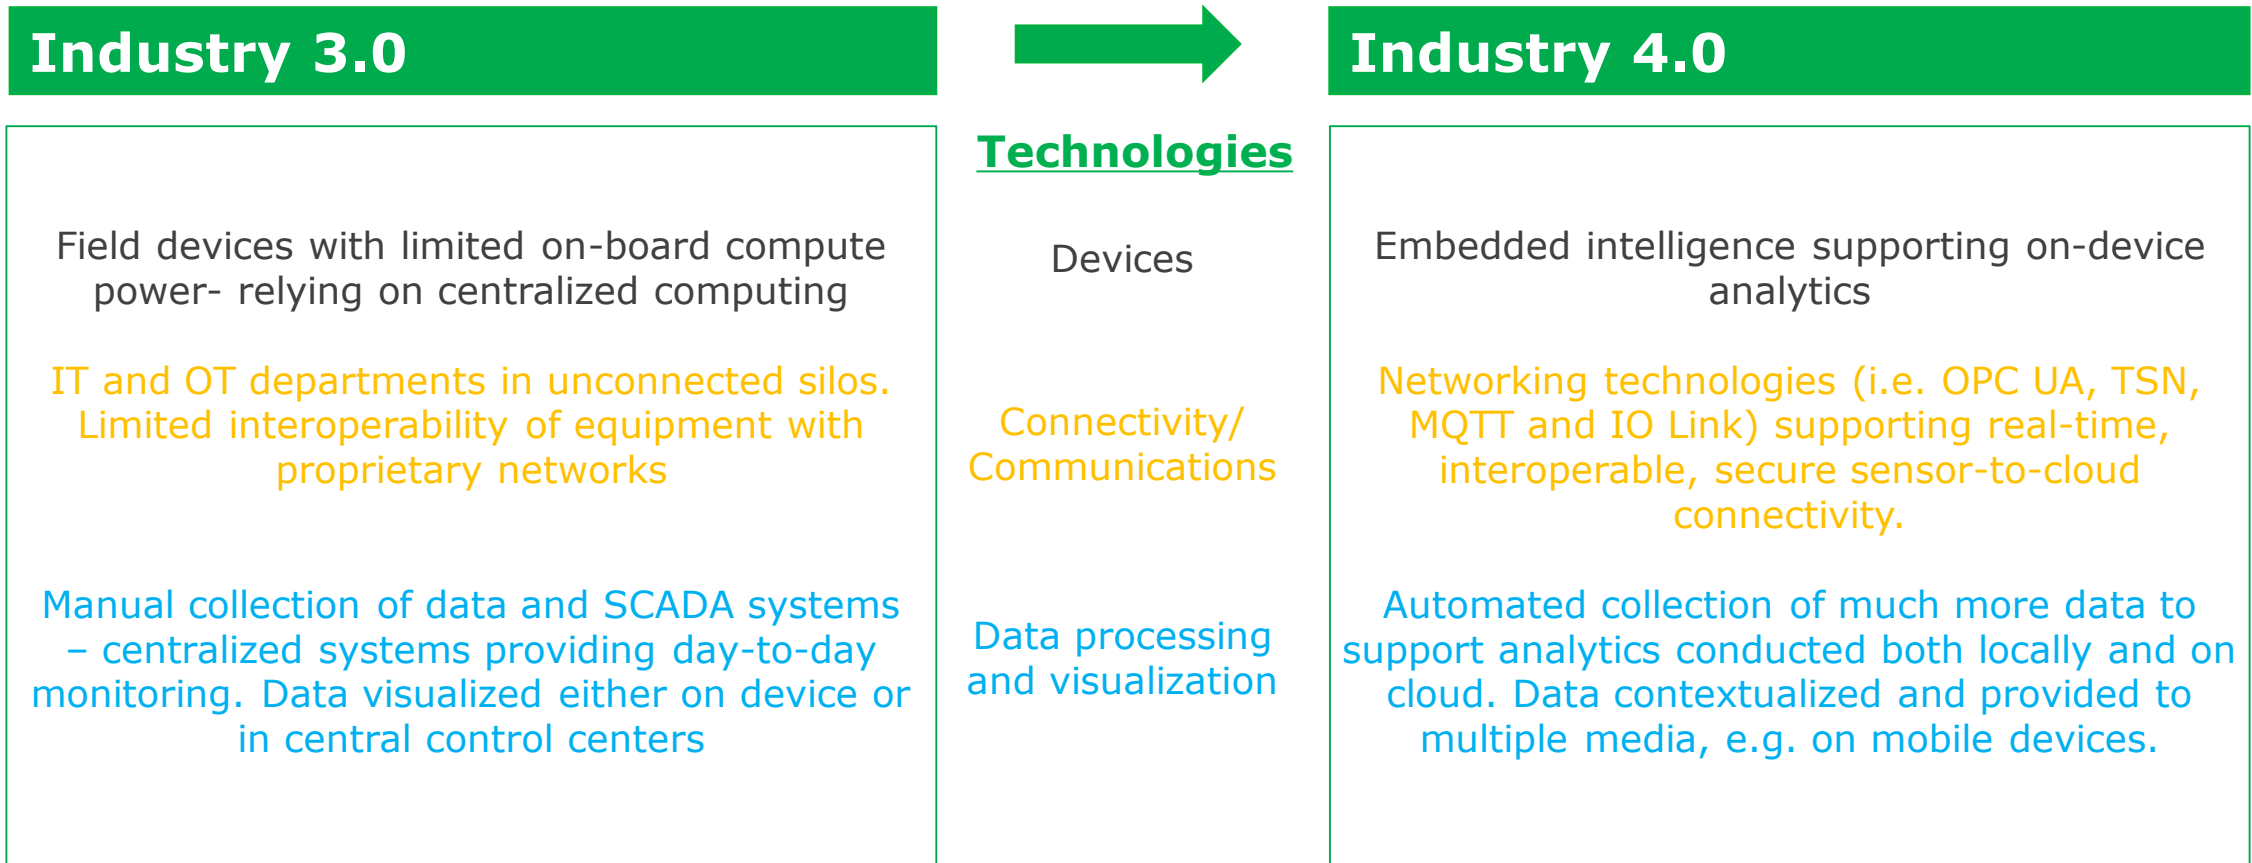 Industry 3.0
Industry 4.0
Technologies
Field devices with limited on-board compute
power- relying on centralized computing
Devices
Embedded intelligence supporting on-device
analytics
IT and OT departments in unconnected silos.
Limited interoperability of equipment with
proprietary networks
Connectivity/
Communications
Networking technologies (i.e. OPC UA, TSN,
MQTT and IO Link) supporting real-time,
interoperable, secure sensor-to-cloud
connectivity.
Manual collection of data and SCADA systems
– centralized systems providing day-to-day
monitoring. Data visualized either on device or
in central control centers
Data processing
and visualization
Automated collection of much more data to
support analytics conducted both locally and on
cloud. Data contextualized and provided to
multiple media, e.g. on mobile devices.